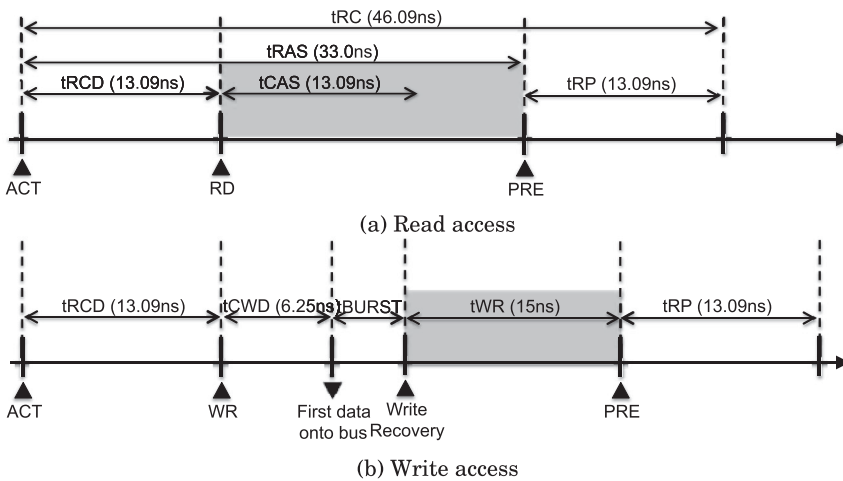 tRC (46.09ns)
tRAS (33.0ns)
tRCD (13.09ns) tCAS (13.09ns) tRP (13.09ns)
ACT RD PRE
(a) Read access
tRCD (13.09ns) tCWD (6.25ns) tBURST tWR (15ns) tRP (13.09ns)
ACT WR First data Write PRE
onto bus Recovery
(b) Write access